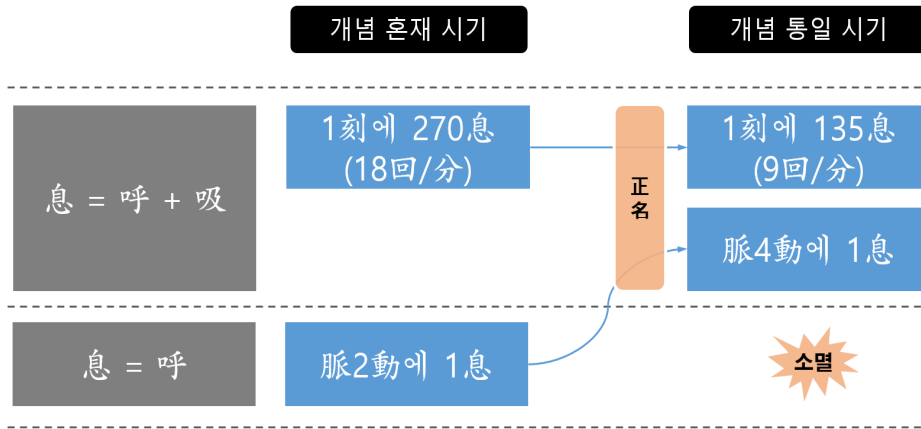 개념 혼재 시기
개념 통일 시기
息 = 呼 + 吸
1刻에 270息
(18回/分)
正
名
1刻에 135息
(9回/分)
脈4動에 1息
息 = 呼
脈2動에 1息
소멸